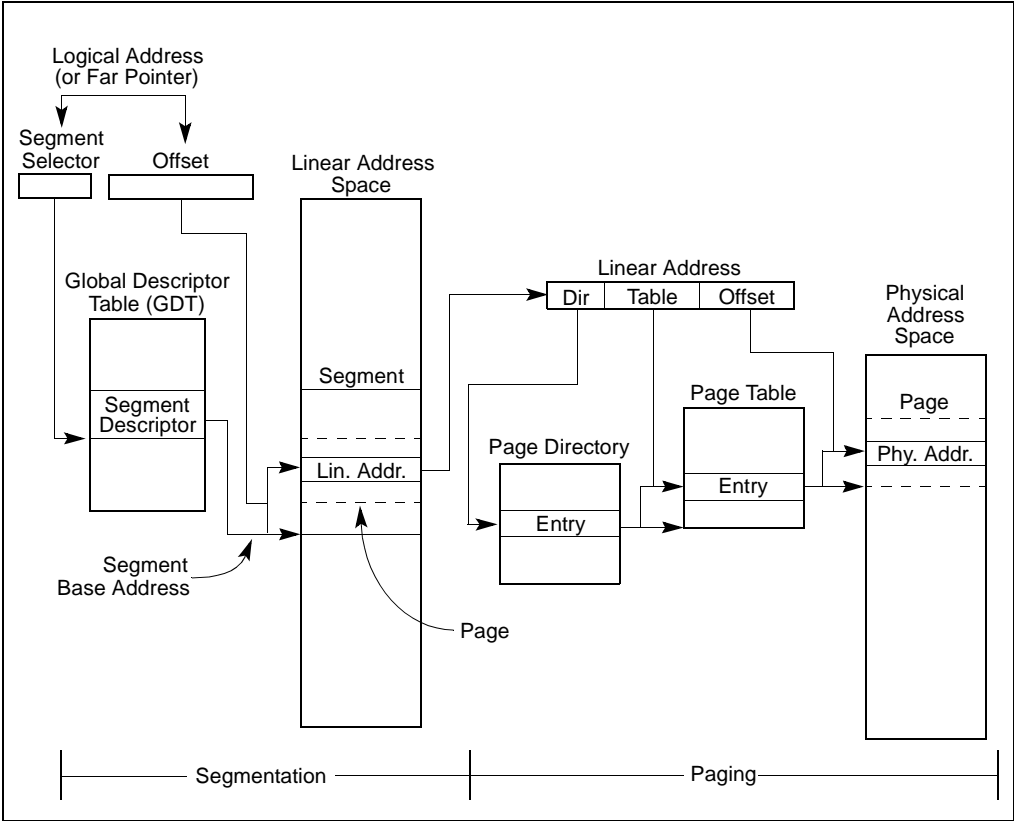 Logical Address
(or Far Pointer)
Segment
Selector
Offset
Linear Address
Space
Global Descriptor
Table (GDT)
Segment
Descriptor
Segment
Lin. Addr.
Segment
Base Address
Page
Linear Address
Dir
Table
Offset
Page Directory
Entry
Page Table
Entry
Physical
Address
Space
Page
Phy. Addr.
Segmentation
Paging